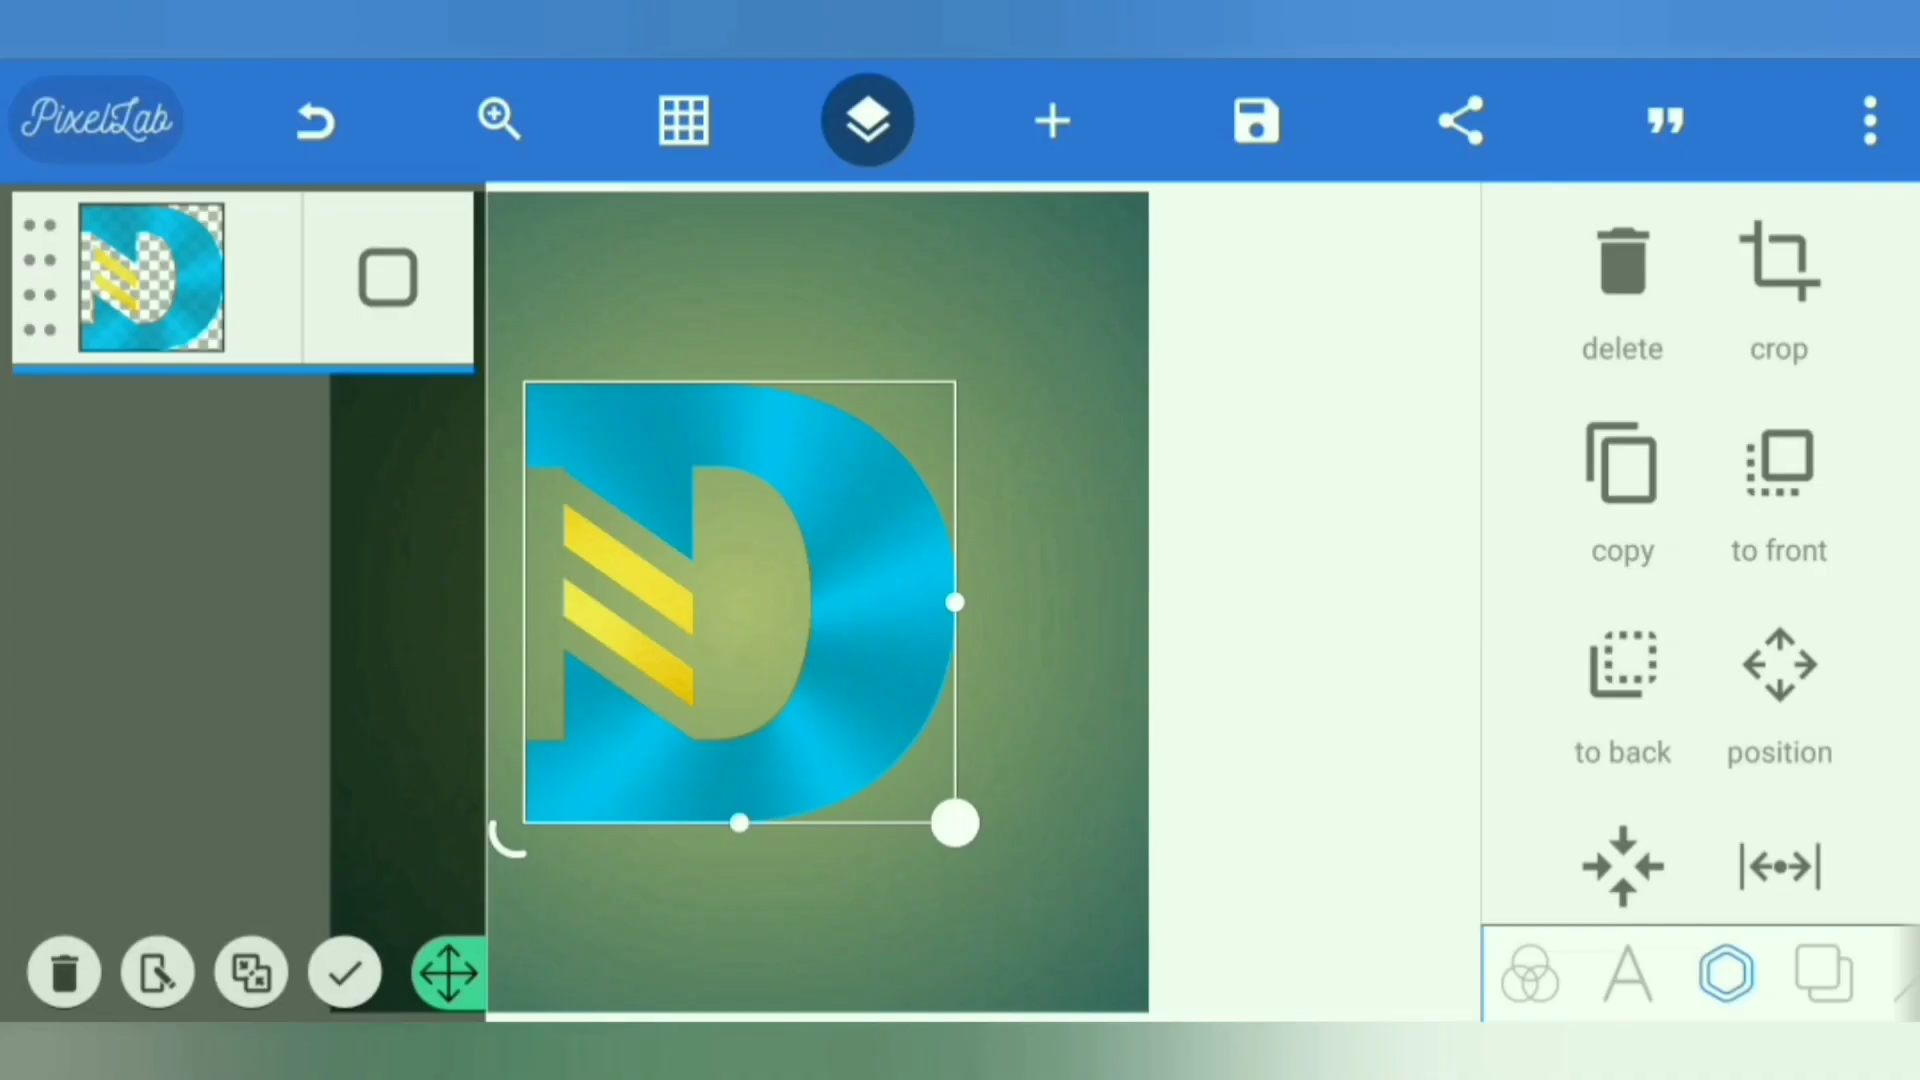 PixelLab
delete
crop
copy
to front
to back
position